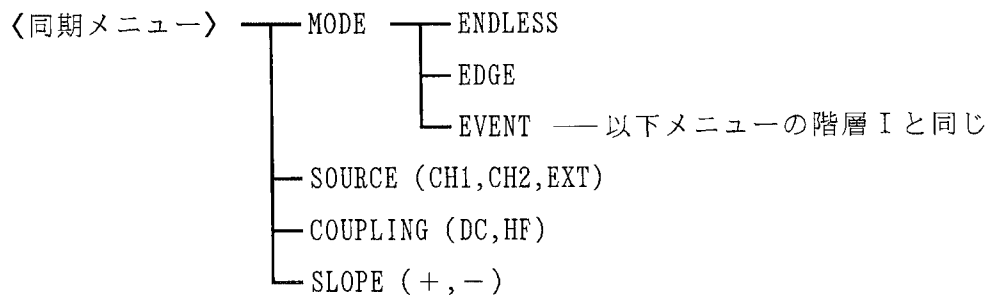 〈同期メニュー〉 MODE ENDLESS
EDGE
EVENT 以下メニューの階層Ⅰと同じ
SOURCE (CH1,CH2,EXT)
COUPLING (DC,HF)
SLOPE (+,-)